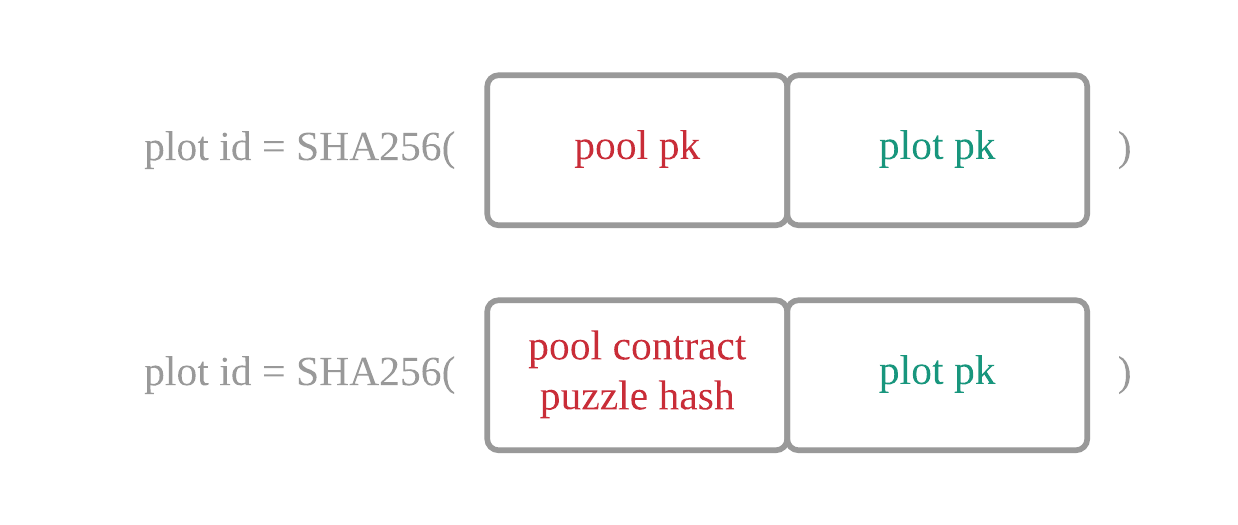 plot id = SHA256( pool pk plot pk )
plot id = SHA256( pool contract
puzzle hash plot pk )